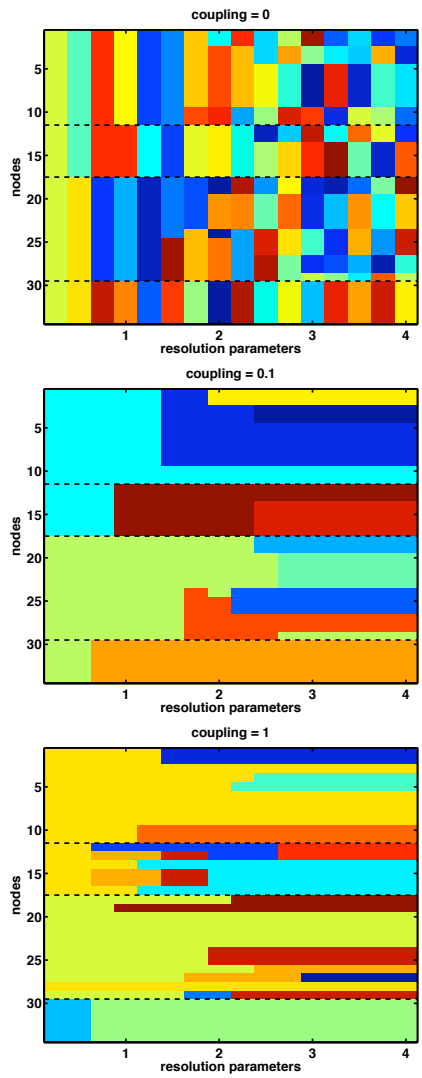 coupling = 0
5
10
15
20
25
30
nodes
1 2 3 4
resolution parameters
coupling = 0.1
5
10
15
20
25
30
nodes
1 2 3 4
resolution parameters
coupling = 1
5
10
15
20
25
30
nodes
1 2 3 4
resolution parameters